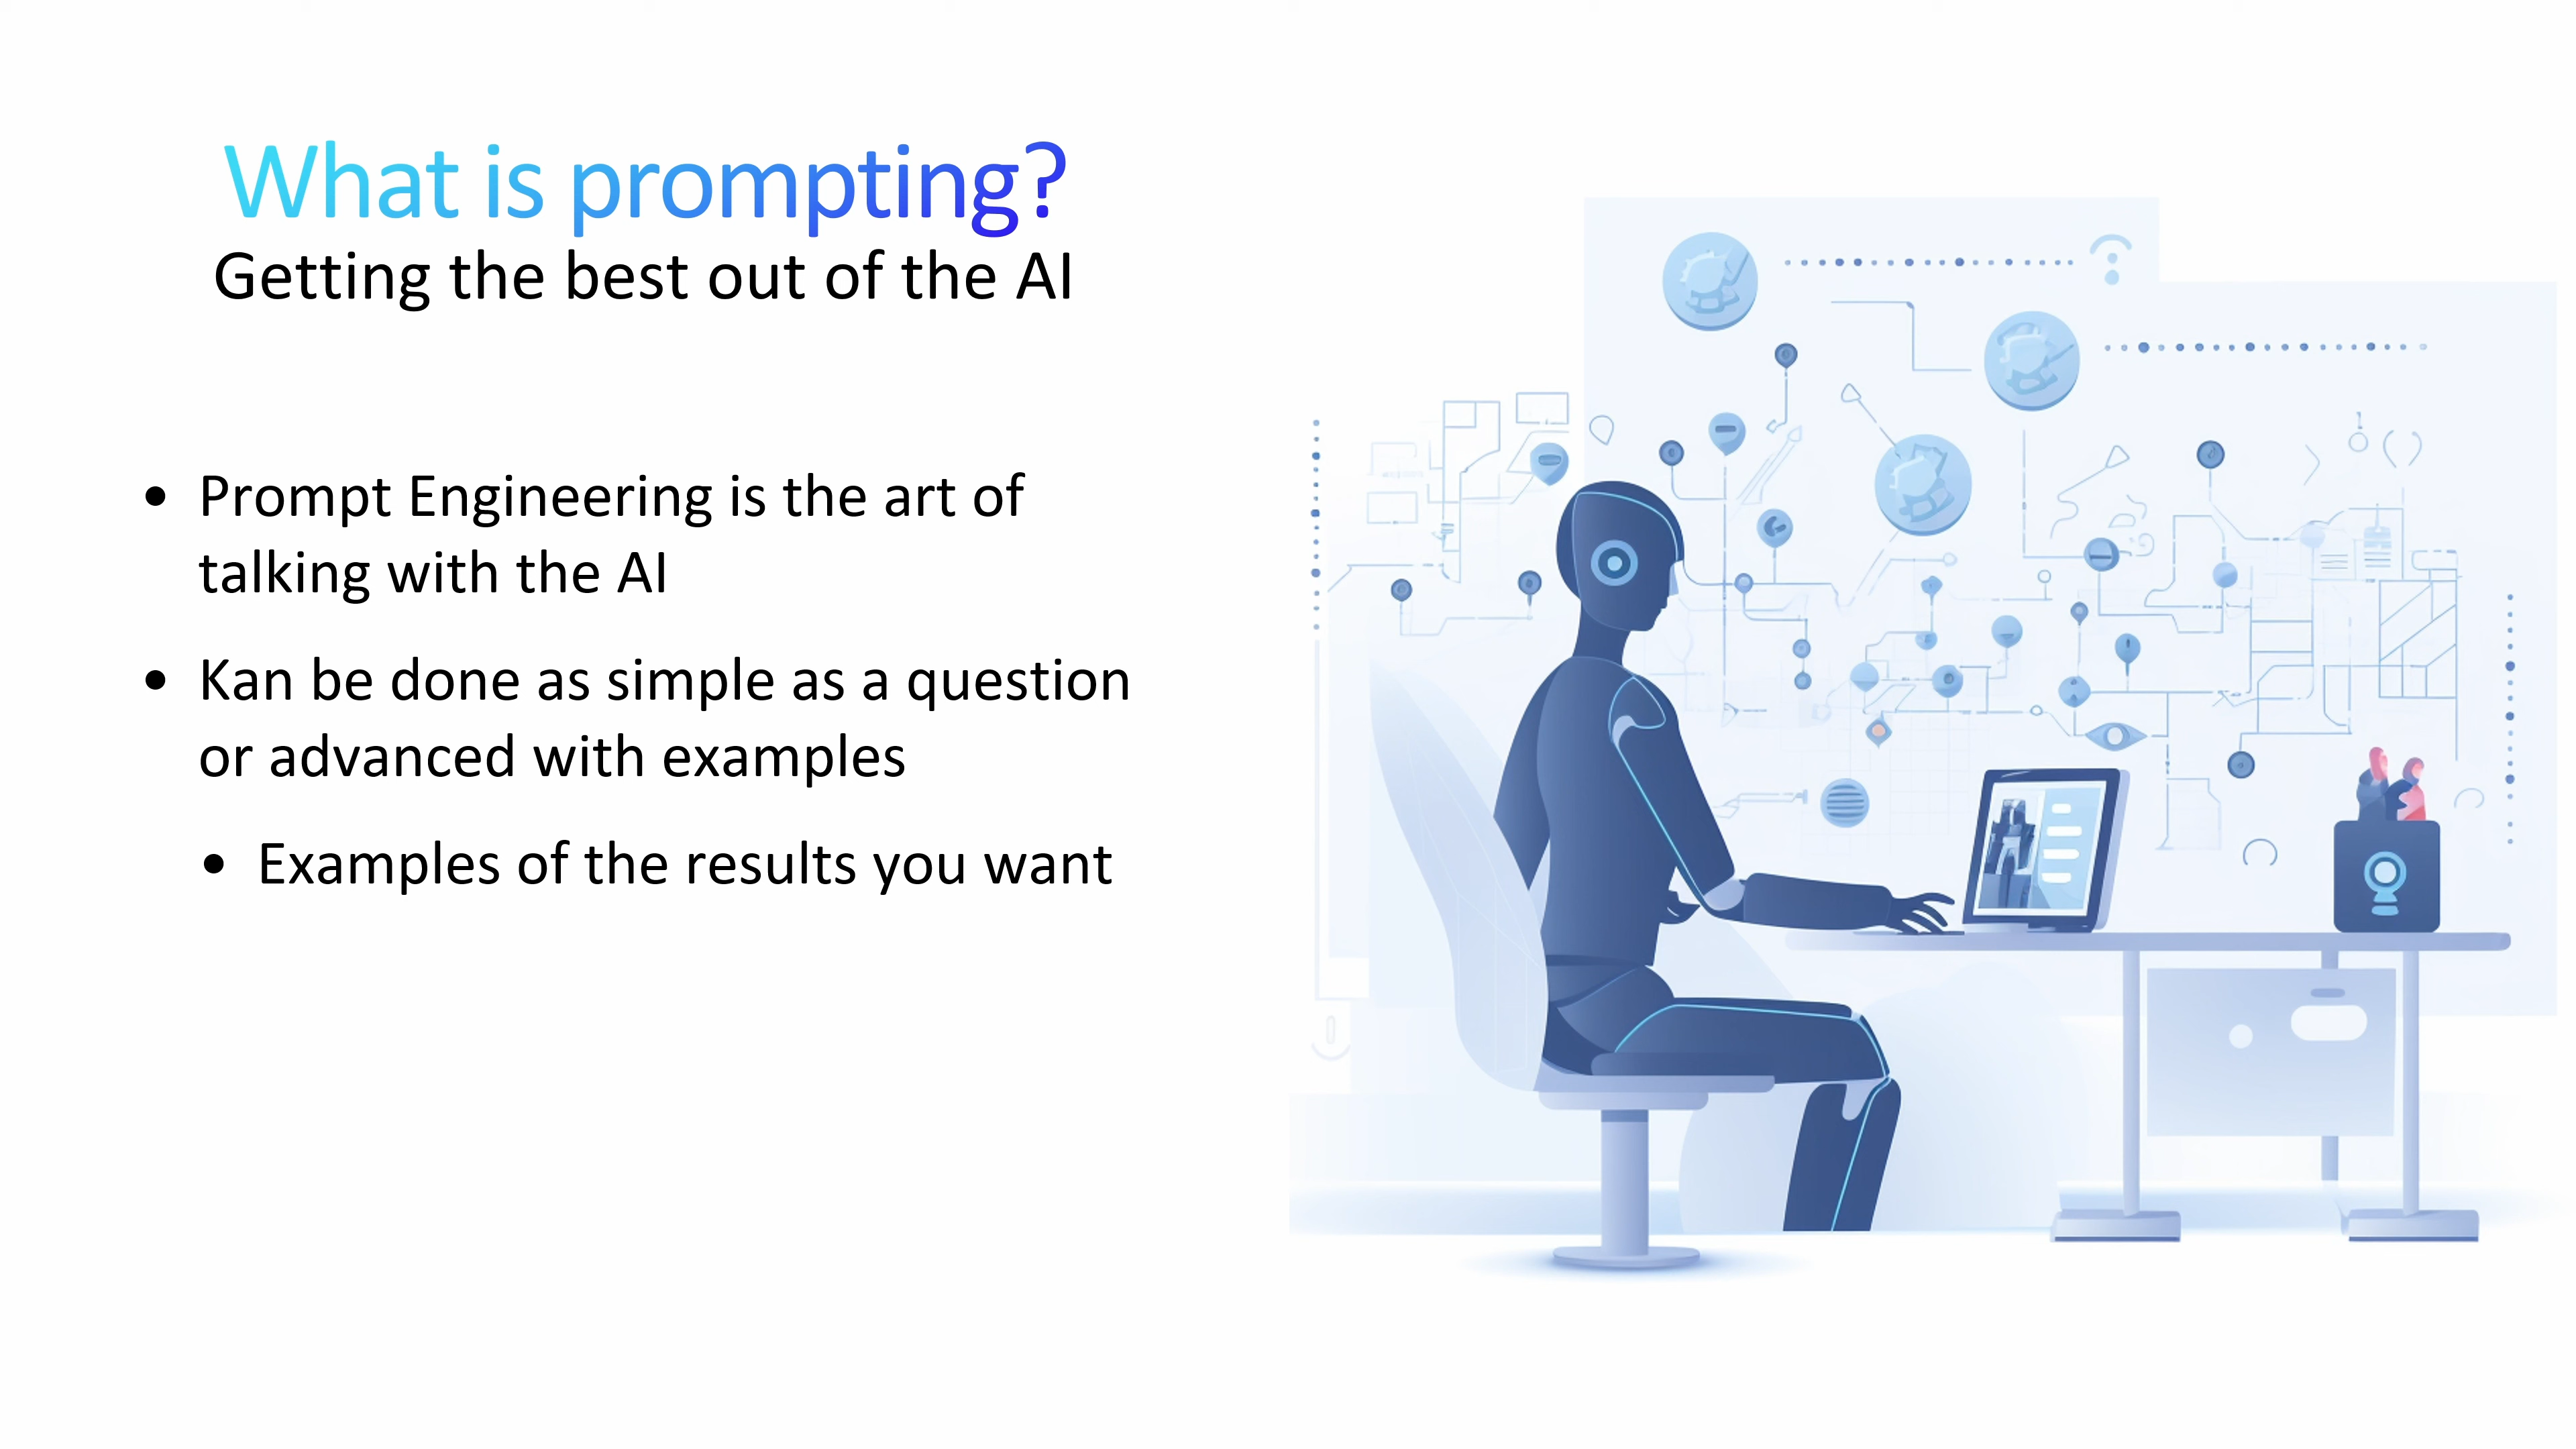 What is prompting?
Getting the best out of the AI
• Prompt Engineering is the art of
talking with the AI
• Kan be done as simple as a question
or advanced with examples
• Examples of the results you want